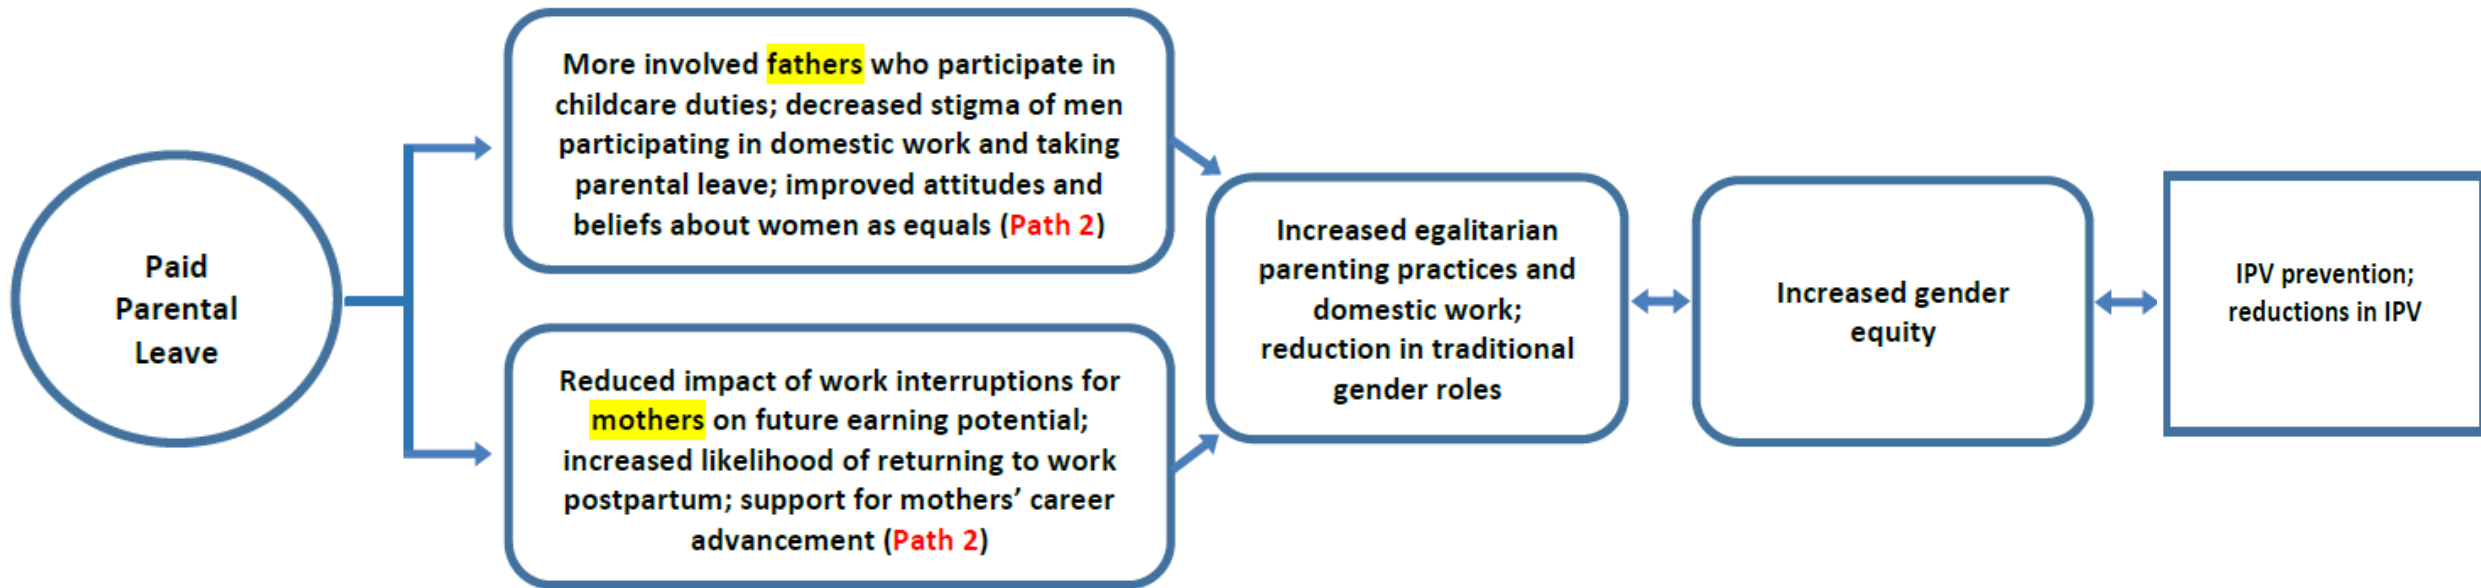 Paid
Parental
Leave
More involved fathers who participate in
childcare duties; decreased stigma of men
participating in domestic work and taking
parental leave; improved attitudes and
beliefs about women as equals (Path 2)
Reduced impact of work interruptions for
mothers on future earning potential;
increased likelihood of returning to work
postpartum; support for mothers’ career
advancement (Path 2)
Increased egalitarian
parenting practices and
domestic work;
reduction in traditional
gender roles
Increased gender
equity
IPV prevention;
reductions in IPV